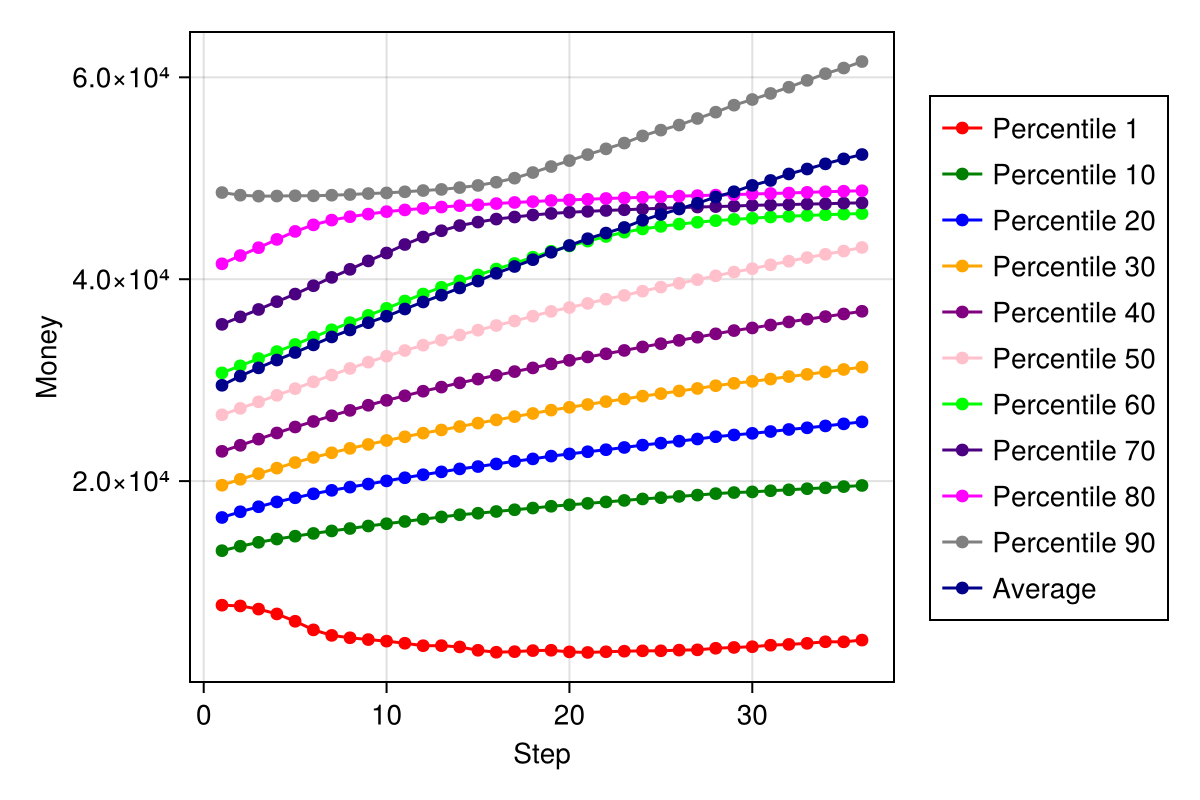 Money
6.0×10⁴
4.0×10⁴
2.0×10⁴
0 10 20 30
Step
Percentile 1
Percentile 10
Percentile 20
Percentile 30
Percentile 40
Percentile 50
Percentile 60
Percentile 70
Percentile 80
Percentile 90
Average